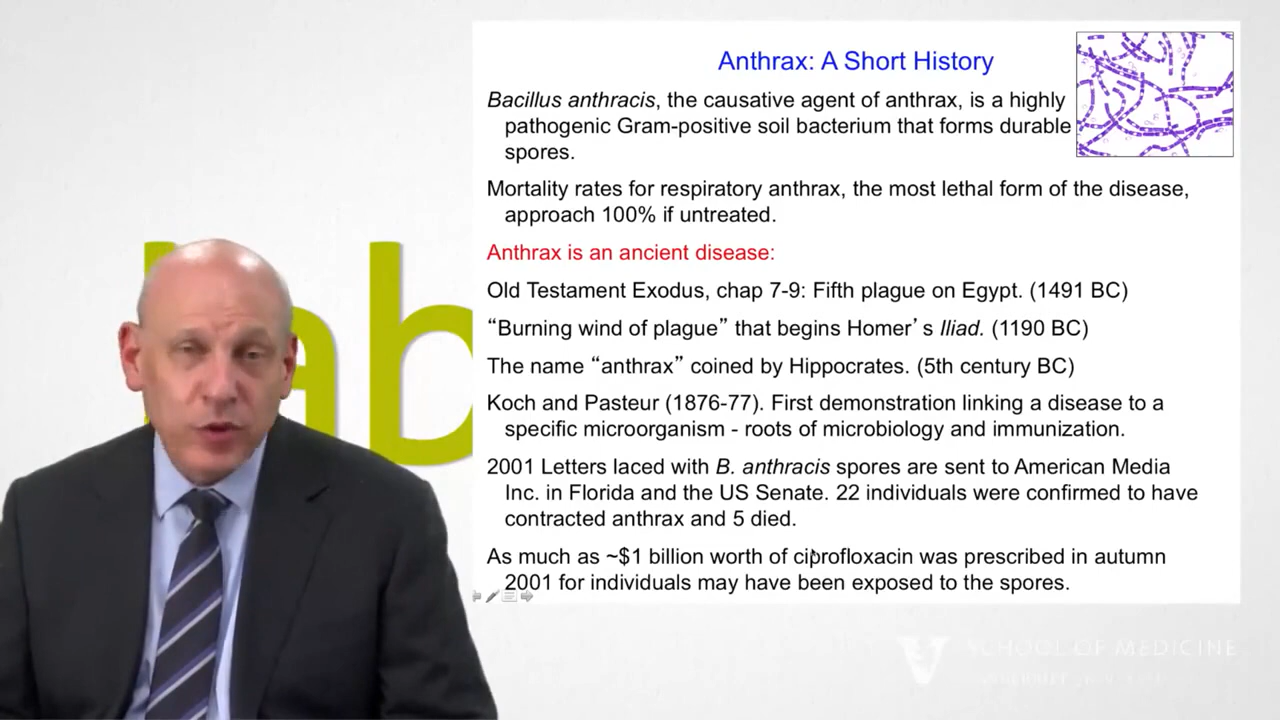 Anthrax: A Short History
Bacillus anthracis, the causative agent of anthrax, is a highly
pathogenic Gram-positive soil bacterium that forms durable
spores.
Mortality rates for respiratory anthrax, the most lethal form of the disease,
approach 100% if untreated.
Anthrax is an ancient disease:
Old Testament Exodus, chap 7-9: Fifth plague on Egypt. (1491 BC)
“Burning wind of plague” that begins Homer’s Iliad. (1190 BC)
The name “anthrax” coined by Hippocrates. (5th century BC)
Koch and Pasteur (1876-77). First demonstration linking a disease to a
specific microorganism - roots of microbiology and immunization.
2001 Letters laced with B. anthracis spores are sent to American Media
Inc. in Florida and the US Senate. 22 individuals were confirmed to have
contracted anthrax and 5 died.
As much as ~$1 billion worth of ciprofloxacin was prescribed in autumn
2001 for individuals may have been exposed to the spores.
SCHOOL OF MEDICINE